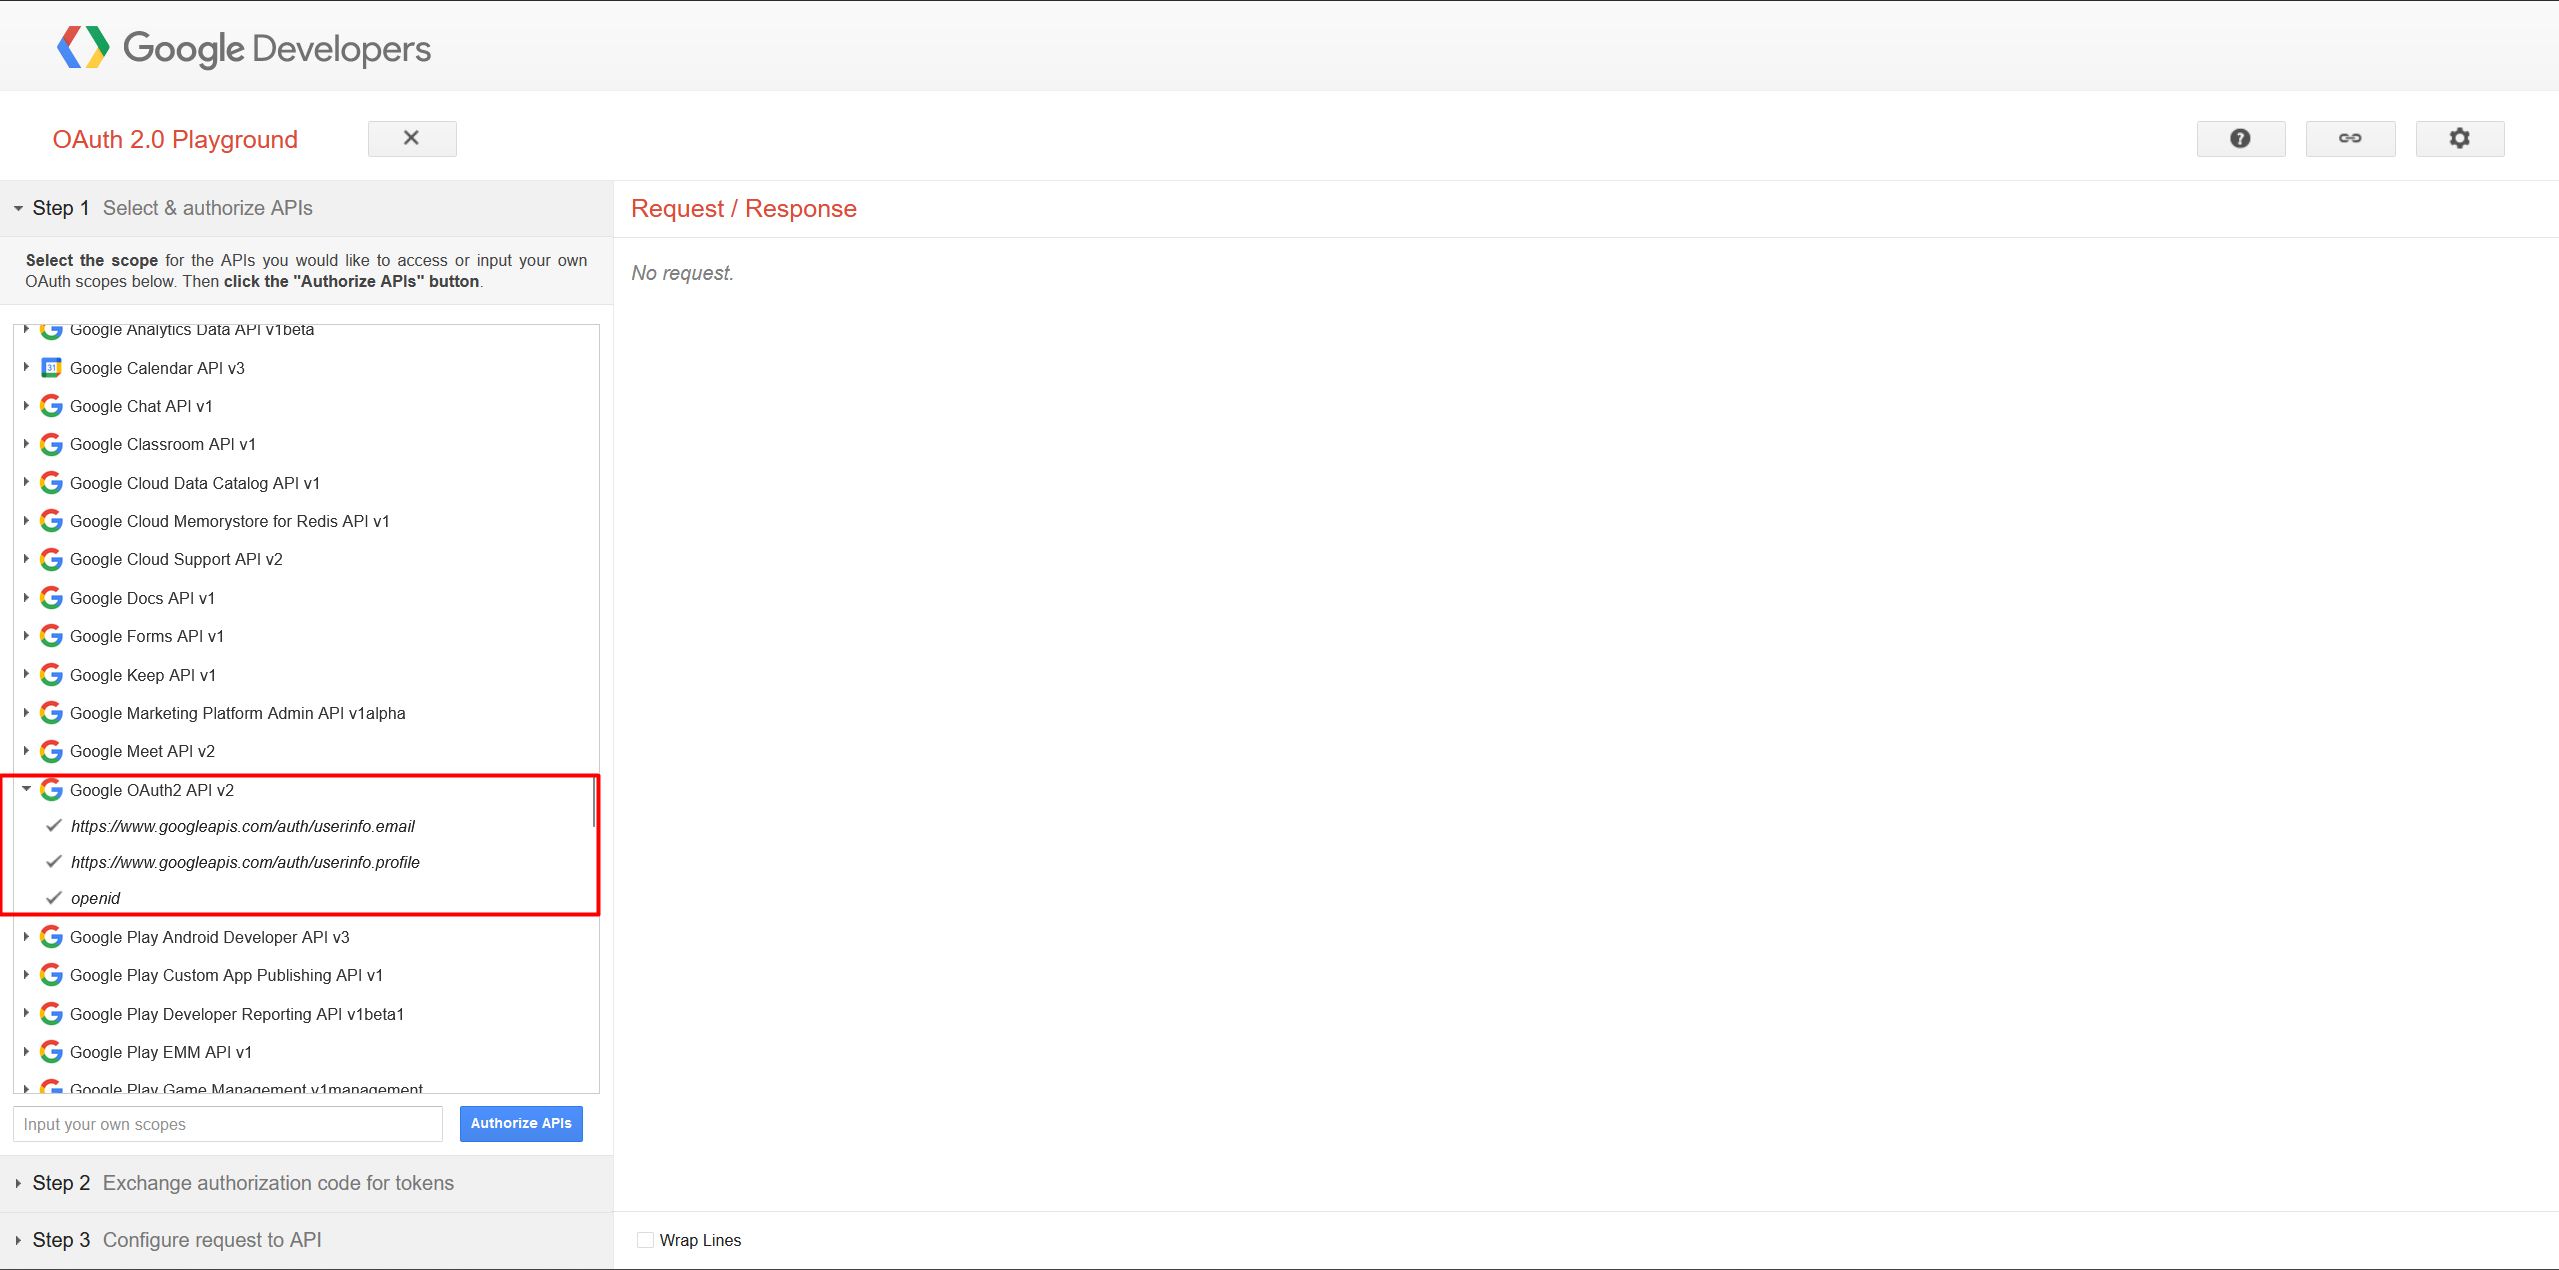 Google Developers
OAuth 2.0 Playground
Step 1 Select & authorize APIs
Select the scope for the APIs you would like to access or input your own
OAuth scopes below. Then click the "Authorize APIs" button.
Google Analytics Data API v1beta
31
Google Calendar API v3
Google Chat API v1
Google Classroom API v1
Google Cloud Data Catalog API v1
Google Cloud Memorystore for Redis API v1
Google Cloud Support API v2
Google Docs API v1
Google Forms API v1
Google Keep API v1
Google Marketing Platform Admin API v1alpha
Google Meet API v2
Google OAuth2 API v2
https://www.googleapis.com/auth/userinfo.email
https://www.googleapis.com/auth/userinfo.profile
openid
Google Play Android Developer API v3
Google Play Custom App Publishing API v1
Google Play Developer Reporting API v1beta1
Google Play EMM API v1
Google Play Game Management v1management
Input your own scopes
Authorize APIs
Step 2 Exchange authorization code for tokens
Step 3 Configure request to API
Request / Response
No request.
Wrap Lines